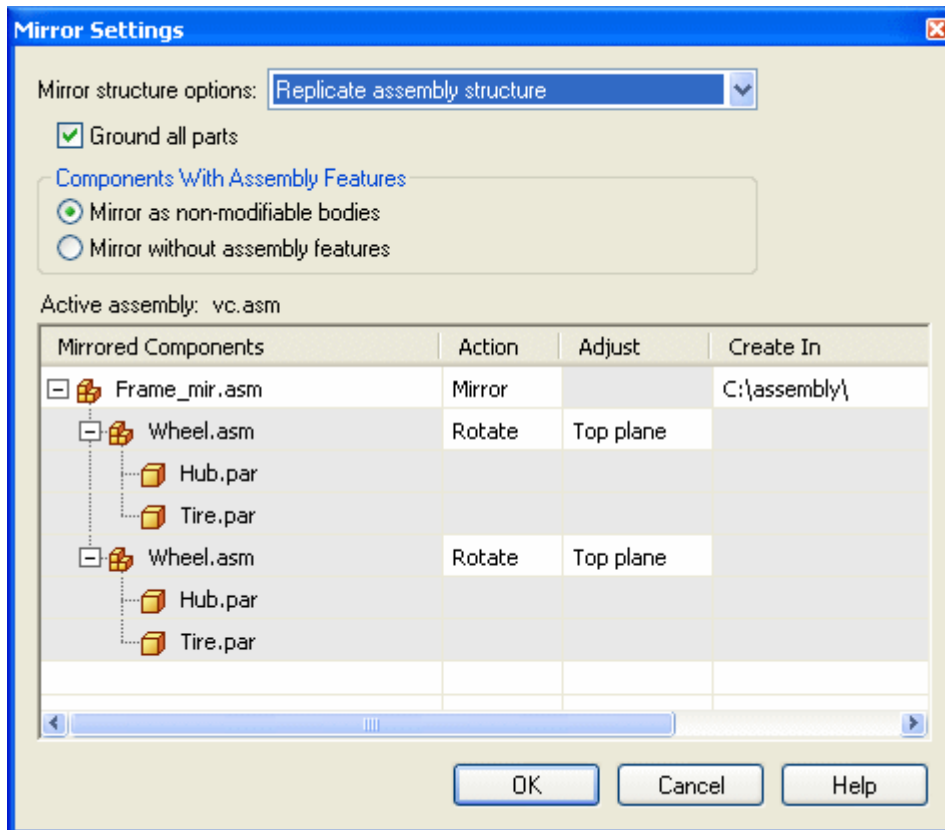 Mirror Settings
Mirror structure options: Replicate assembly structure
Ground all parts
Components With Assembly Features
Mirror as non-modifiable bodies
Mirror without assembly features
Active assembly: vc.asm
Mirrored Components Action Adjust Create In
Frame_mir.asm Mirror C:\assembly\
Wheel.asm Rotate Top plane
Hub.par
Tire.par
Wheel.asm Rotate Top plane
Hub.par
Tire.par
OK Cancel Help